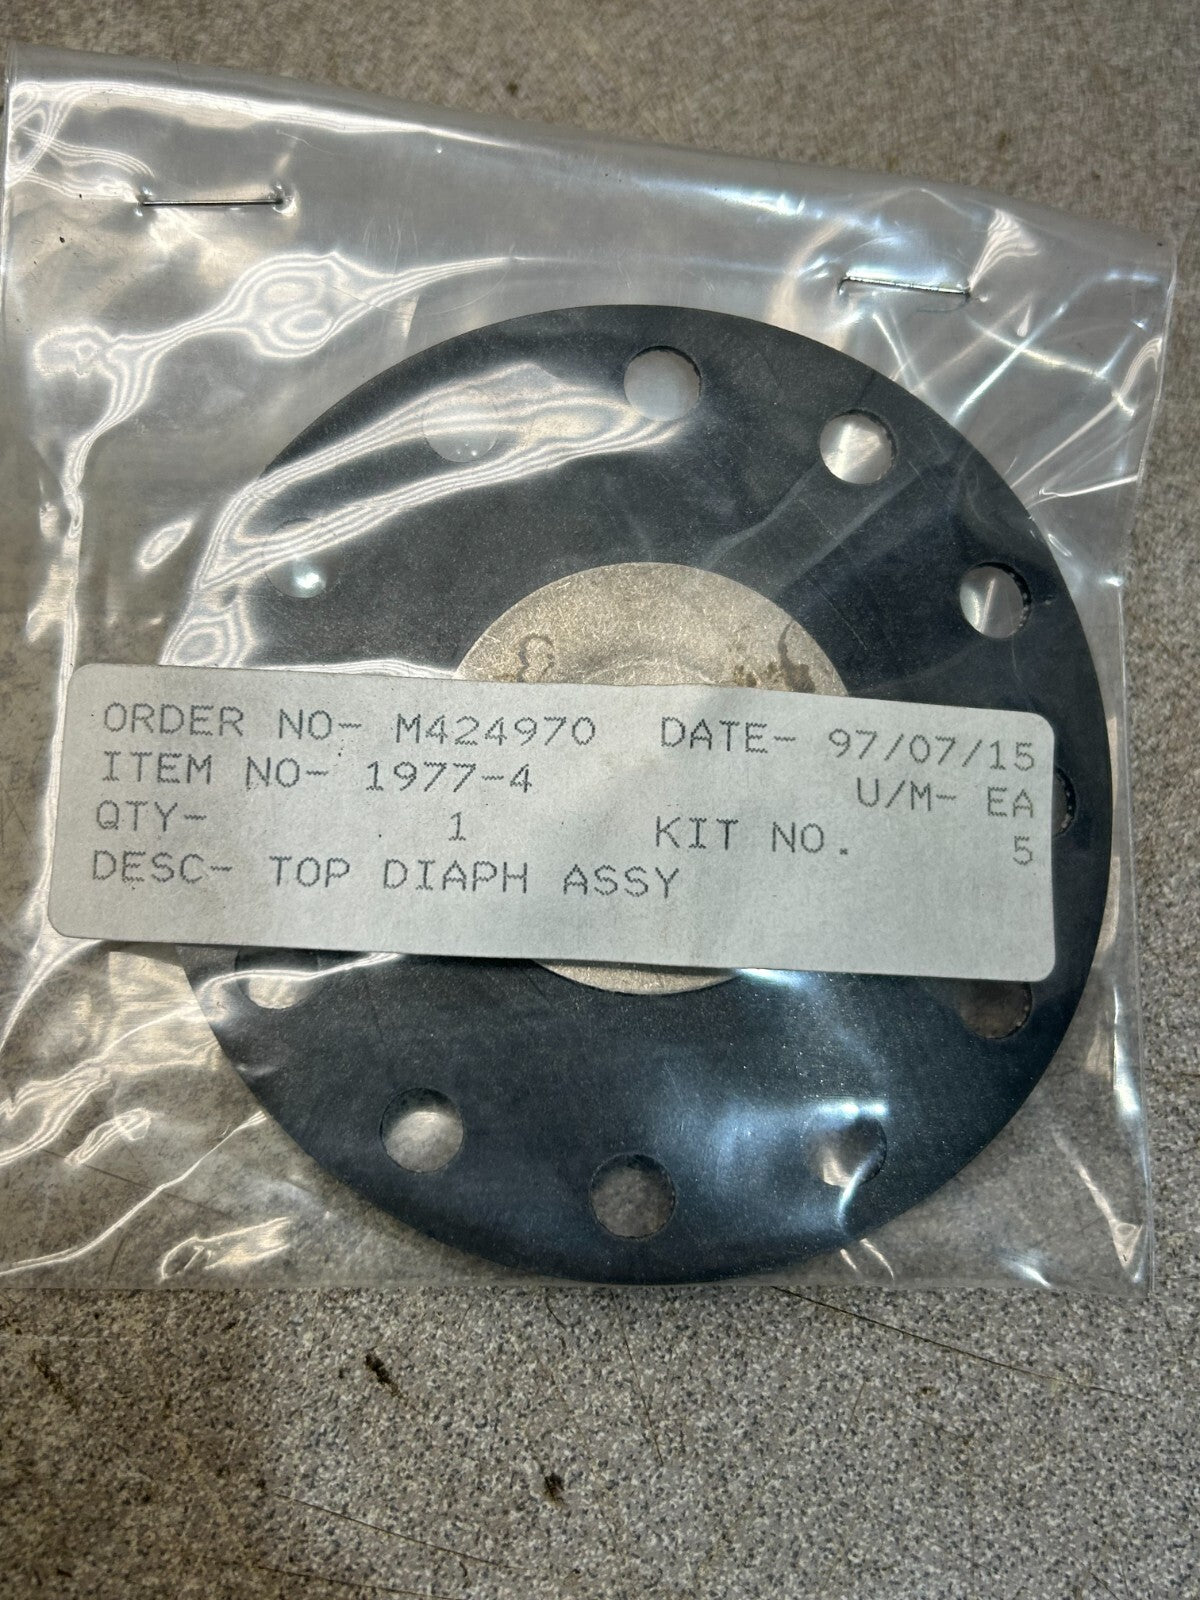 ORDER NO- M424970 DATE- 97/07/15
ITEM NO- 1977-4 U/M- EA
QTY- 1 KIT NO. 5
DESC- TOP DIAPH ASSY